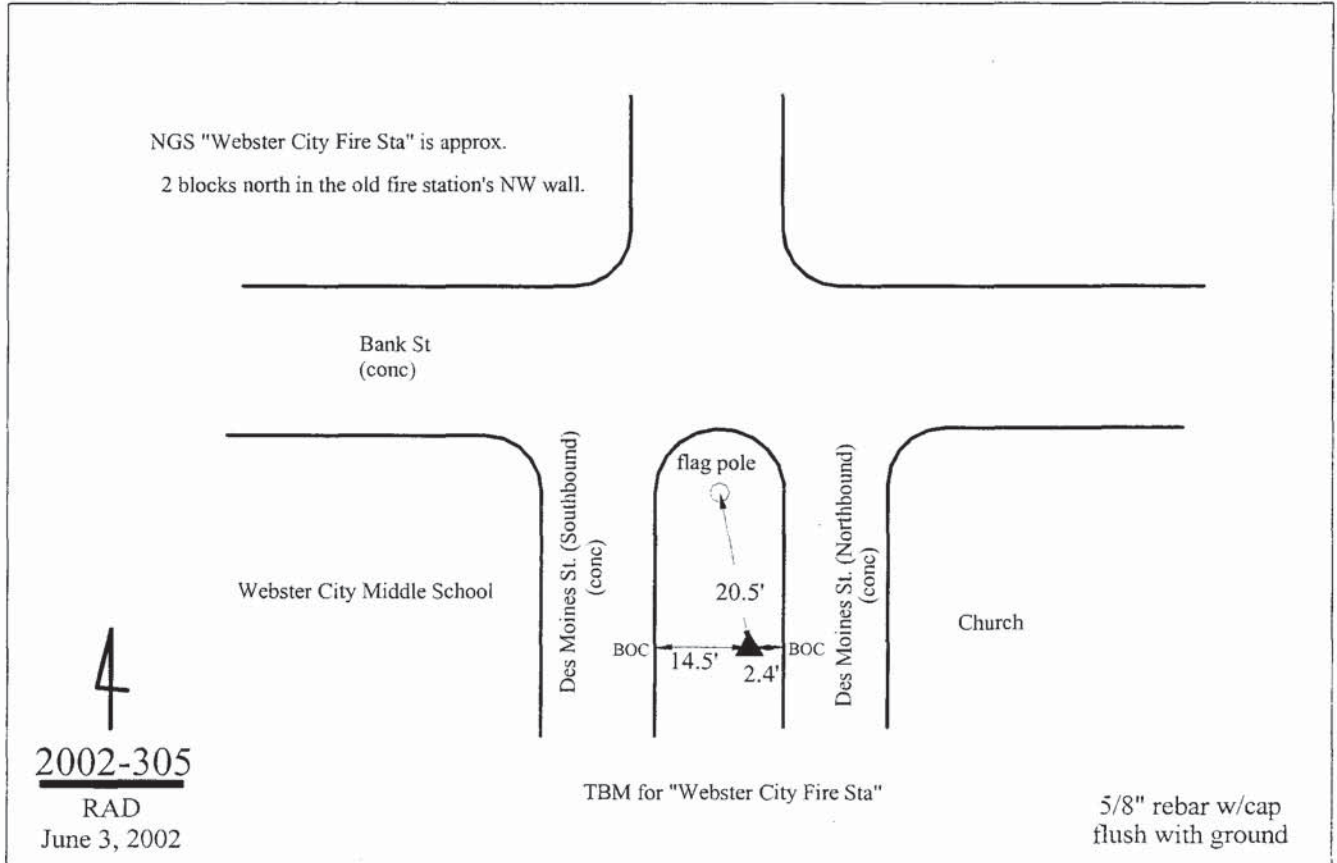 NGS "Webster City Fire Sta" is approx.
2 blocks north in the old fire station's NW wall.
Bank St
(conc)
flag pole
Des Moines St. (Southbound)
(conc)
Des Moines St. (Northbound)
(conc)
20.5'
Webster City Middle School
Church
BOC
14.5'
2.4'
BOC
2002-305
RAD
June 3, 2002
TBM for "Webster City Fire Sta"
5/8" rebar w/cap
flush with ground